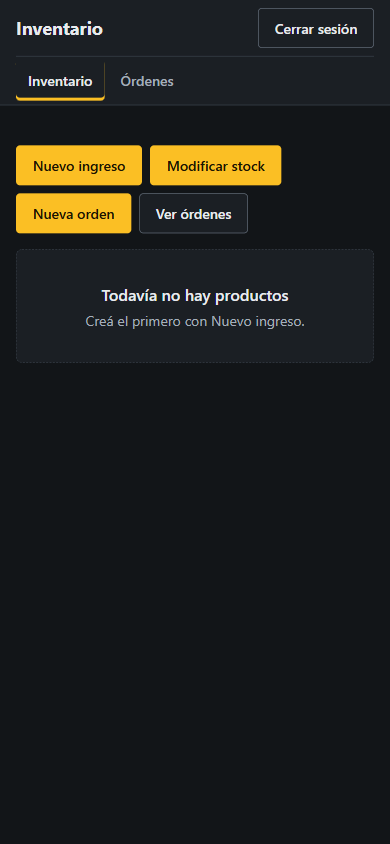 Inventario
Cerrar sesión
Inventario
Órdenes
Nuevo ingreso
Modificar stock
Nueva orden
Ver órdenes
Todavía no hay productos
Creá el primero con Nuevo ingreso.